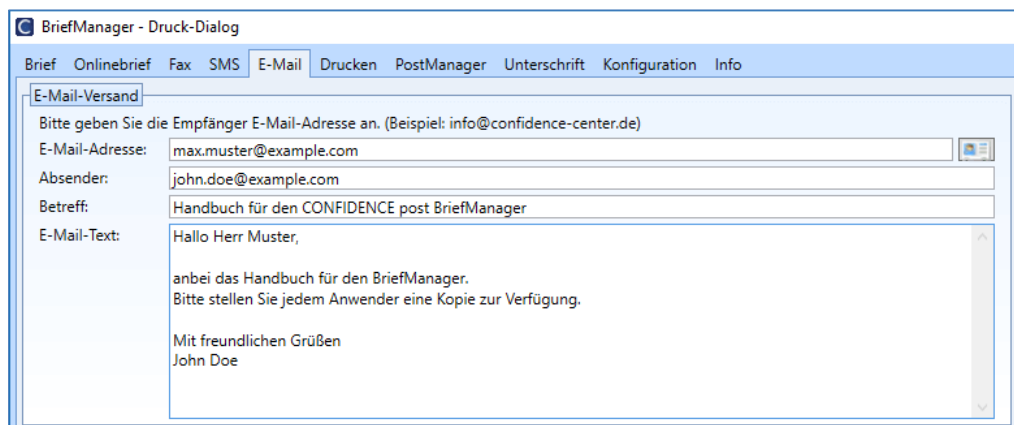 BriefManager - Druck-Dialog
Brief Onlinebrief Fax SMS E-Mail Drucken PostManager Unterschrift Konfiguration Info
E-Mail-Versand
Bitte geben Sie die Empfänger E-Mail-Adresse an. (Beispiel: info@confidence-center.de)
E-Mail-Adresse: max.muster@example.com
Absender: john.doe@example.com
Betreff: Handbuch für den CONFIDENCE post BriefManager
E-Mail-Text: Hallo Herr Muster,
anbei das Handbuch für den BriefManager.
Bitte stellen Sie jedem Anwender eine Kopie zur Verfügung.
Mit freundlichen Grüßen
John Doe